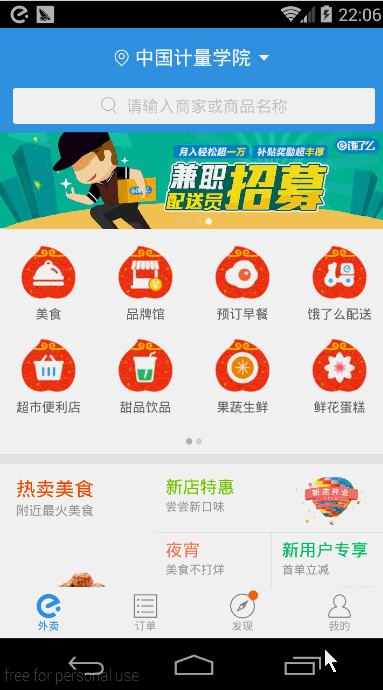 22:06
中国计量学院
请输入商家或商品名称
饿了么
月入轻松超一万 补贴奖励超丰厚
兼职
配送员
招募
美食 品牌馆 预订早餐 饿了么配送
超市便利店 甜品饮品 果蔬生鲜 鲜花蛋糕
热卖美食
附近最火美食
新店特惠
尝尝新口味
新店开业
夜宵
美食不打烊
新用户专享
首单立减
外卖 订单 发现 我的
free for personal use